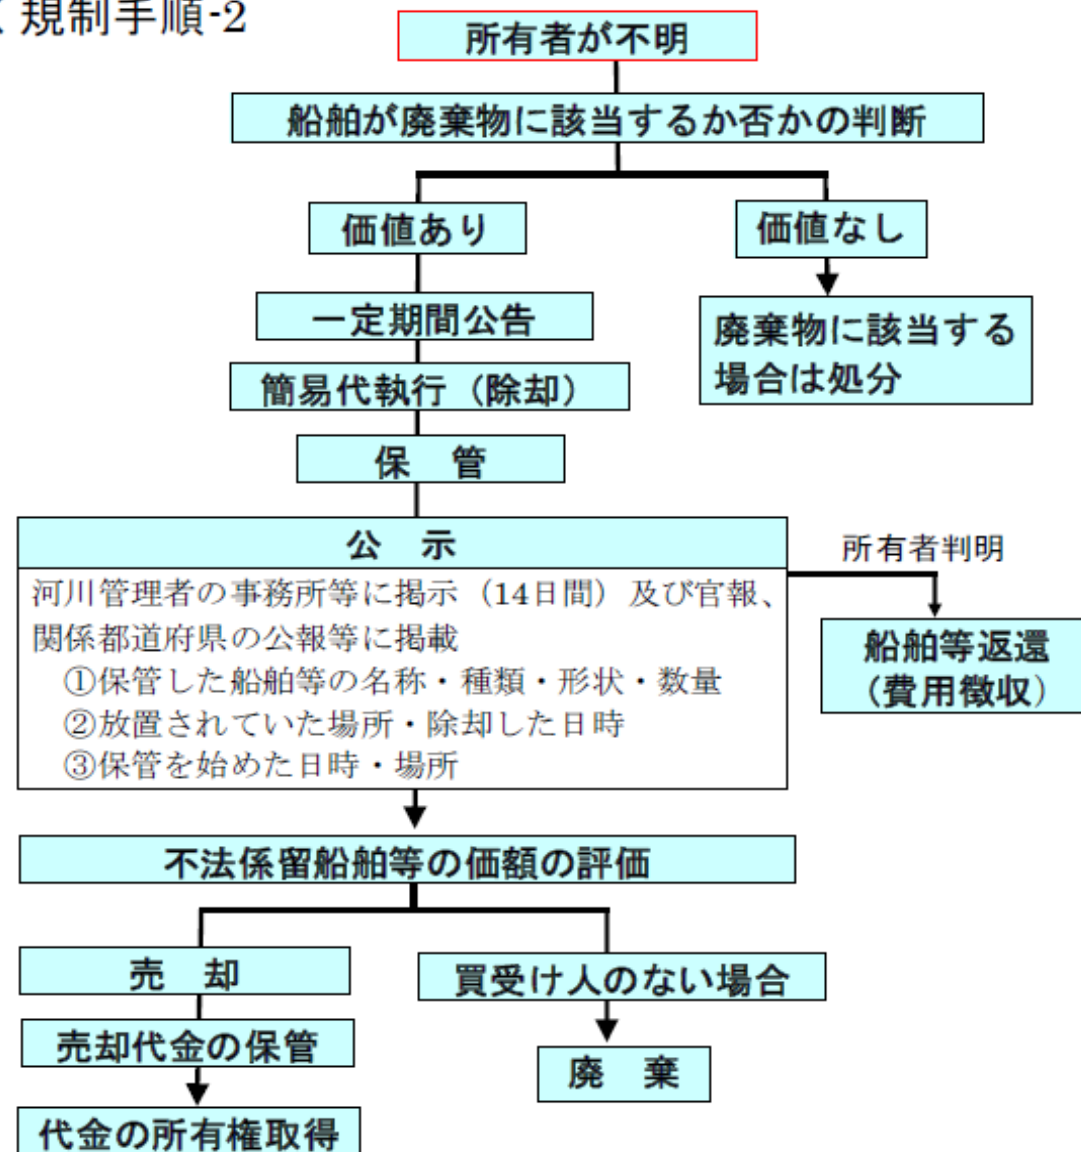 規制手順-2
所有者が不明
船舶が廃棄物に該当するか否かの判断
価値あり
価値なし
一定期間公告
廃棄物に該当する
場合は処分
簡易代執行（除却）
保　管
公　示
所有者判明
河川管理者の事務所等に掲示（14日間）及び官報、
関係都道府県の公報等に掲載
①保管した船舶等の名称・種類・形状・数量
②放置されていた場所・除却した日時
③保管を始めた日時・場所
船舶等返還
（費用徴収）
不法係留船舶等の価額の評価
売　却
買受け人のない場合
売却代金の保管
廃　棄
代金の所有権取得